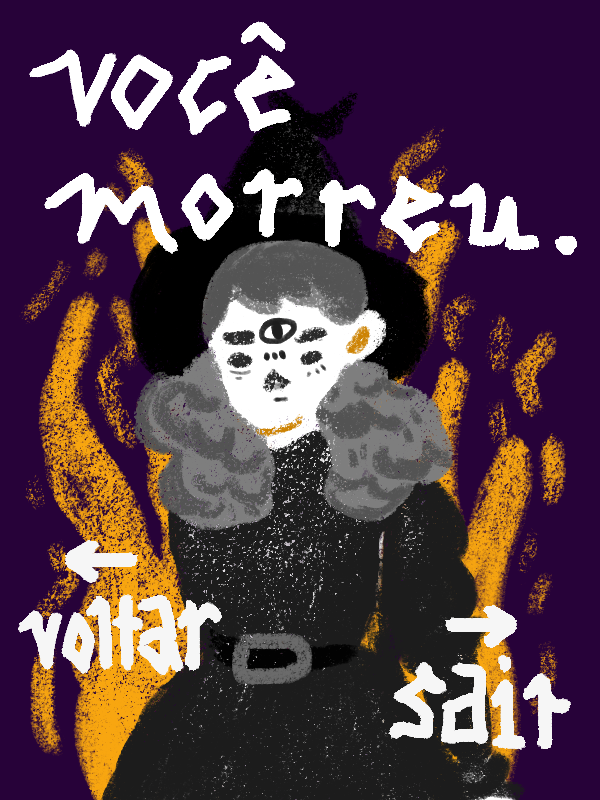 você
morreu.
←
voltar
→
sair